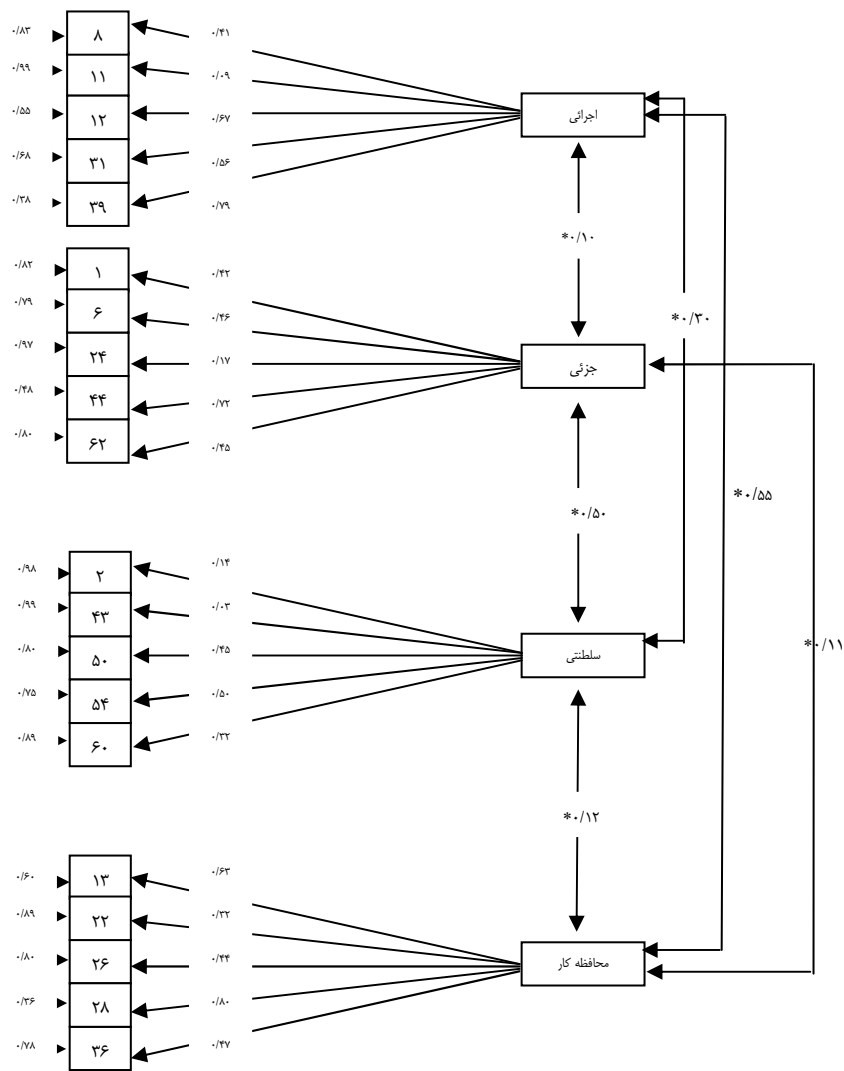 ۰/۸۳ ۸ ۰/۴۱
۰/۹۹ ۱۱ ۰/۰۹
اجرائی
۰/۵۵ ۱۲ ۰/۶۷
۰/۶۸ ۳۱ ۰/۵۶
۰/۳۸ ۳۹ ۰/۷۹
*۰/۱۰
۰/۸۲ ۱ ۰/۴۲
۰/۷۹ ۶ ۰/۴۶
*۰/۳۰
۰/۹۷ ۲۴ ۰/۱۷
جزئی
۰/۴۸ ۴۴ ۰/۷۲
۰/۸۰ ۶۲ ۰/۴۵
*۰/۵۵
*۰/۵۰
۰/۹۸ ۲ ۰/۱۴
۰/۹۹ ۴۳ ۰/۰۳
*۰/۱۱
۰/۸۰ ۵۰ ۰/۴۵
سلطنتی
۰/۷۵ ۵۴ ۰/۵۰
۰/۸۹ ۶۰ ۰/۳۲
*۰/۱۲
۰/۶۰ ۱۳ ۰/۶۳
۰/۸۹ ۲۲ ۰/۳۲
۰/۸۰ ۲۶ ۰/۴۴
محافظه کار
۰/۳۶ ۲۸ ۰/۸۰
۰/۷۸ ۳۶ ۰/۴۷